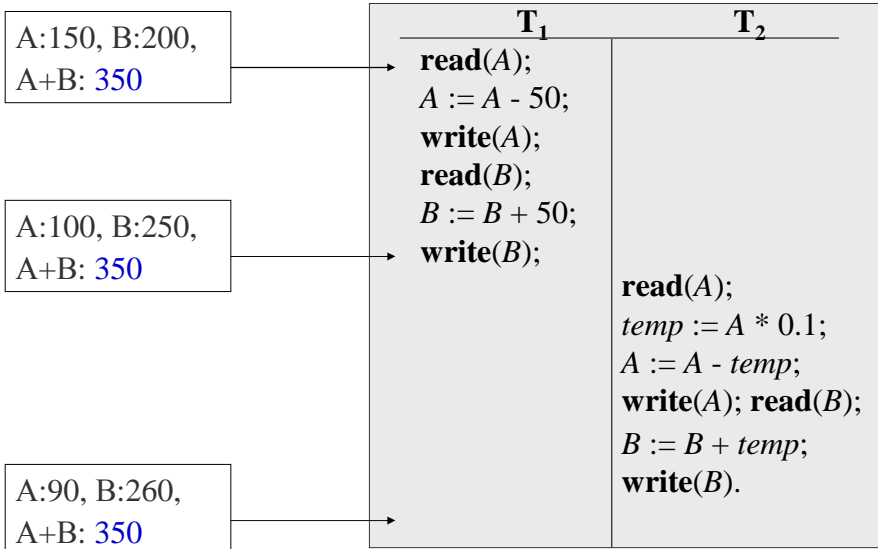 A:150, B:200,
A+B: 350
A:100, B:250,
A+B: 350
A:90, B:260,
A+B: 350
T₁ T₂
read(A);
A := A - 50;
write(A);
read(B);
B := B + 50;
write(B);
read(A);
temp := A * 0.1;
A := A - temp;
write(A); read(B);
B := B + temp;
write(B).